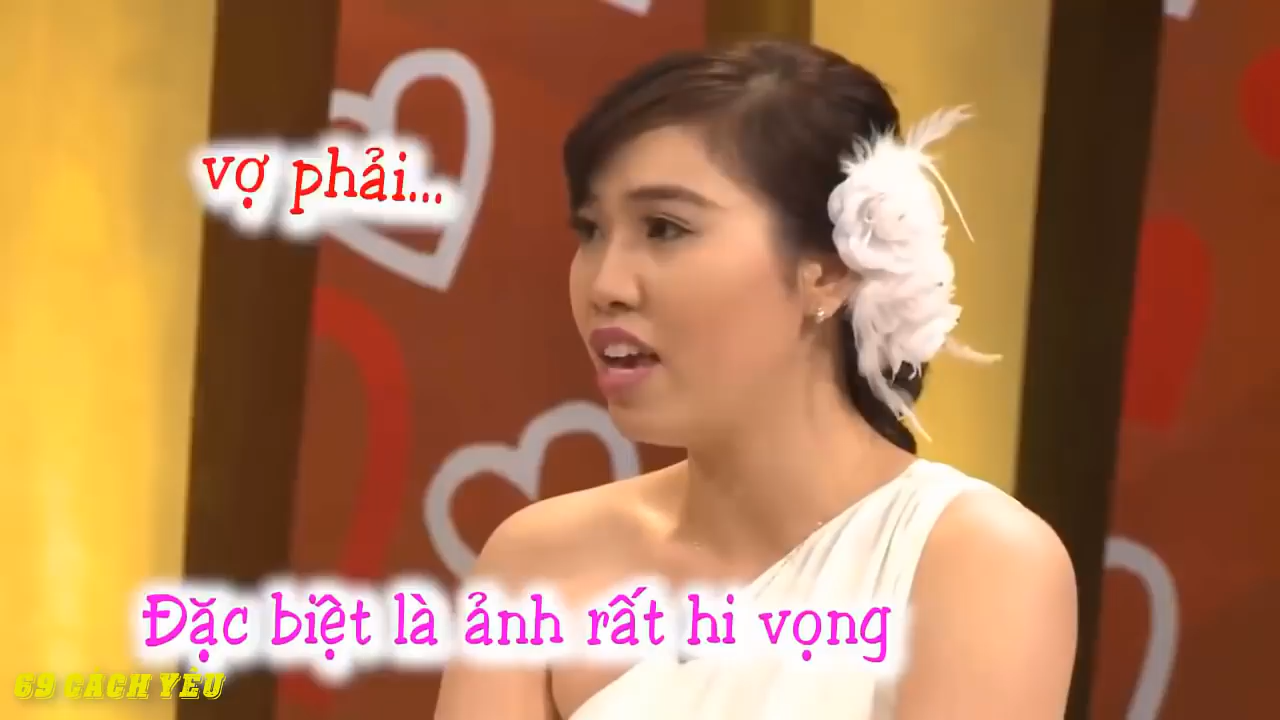 vợ phải...
Đặc biệt là ảnh rất hi vọng
69 CÁCH YÊU